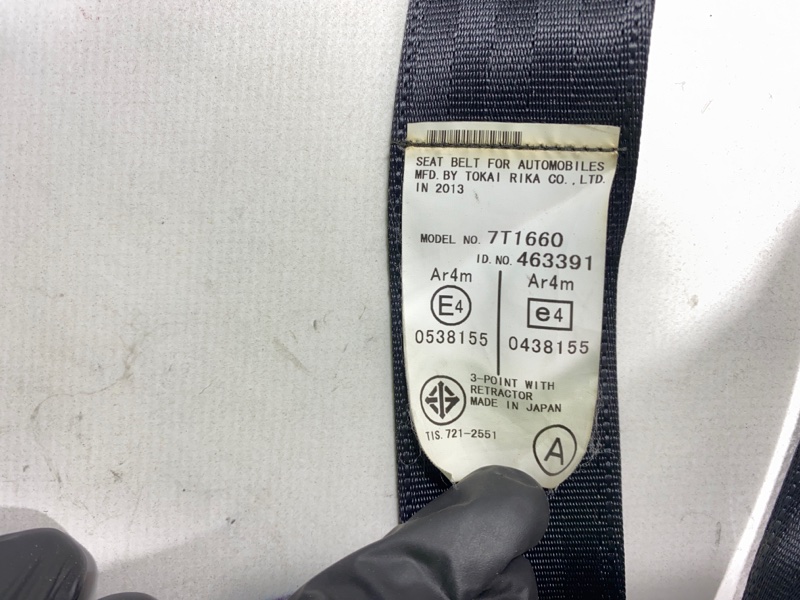 SEAT BELT FOR AUTOMOBILES
MFD. BY TOKAI RIKA CO., LTD.
IN 2013
MODEL NO. 7T1660
ID. NO. 463391
Ar4m Ar4m
E4 e4
0538155 0438155
3-POINT WITH
RETRACTOR
MADE IN JAPAN
TIS. 721-2551
A